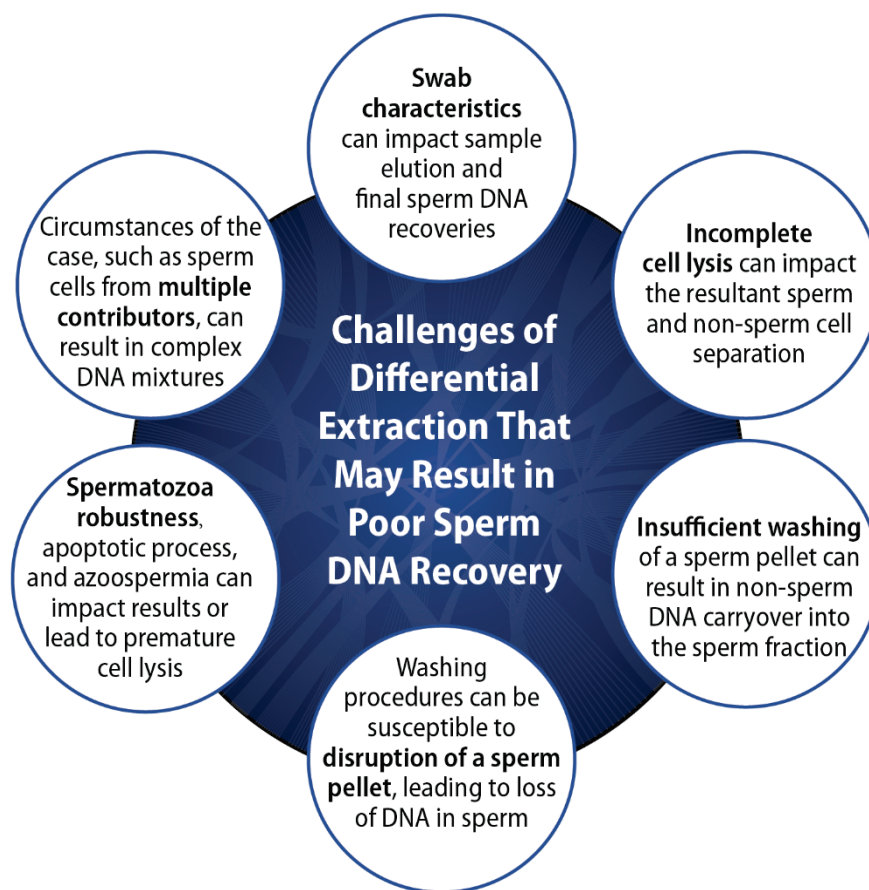 Challenges of
Differential
Extraction That
May Result in
Poor Sperm
DNA Recovery
Swab
characteristics
can impact sample
elution and
final sperm DNA
recoveries
Incomplete
cell lysis can impact
the resultant sperm
and non-sperm cell
separation
Insufficient washing
of a sperm pellet can
result in non-sperm
DNA carryover into
the sperm fraction
Washing
procedures can be
susceptible to
disruption of a sperm
pellet, leading to loss
of DNA in sperm
Spermatozoa
robustness,
apoptotic process,
and azoospermia can
impact results or
lead to premature
cell lysis
Circumstances of the
case, such as sperm
cells from multiple
contributors, can
result in complex
DNA mixtures